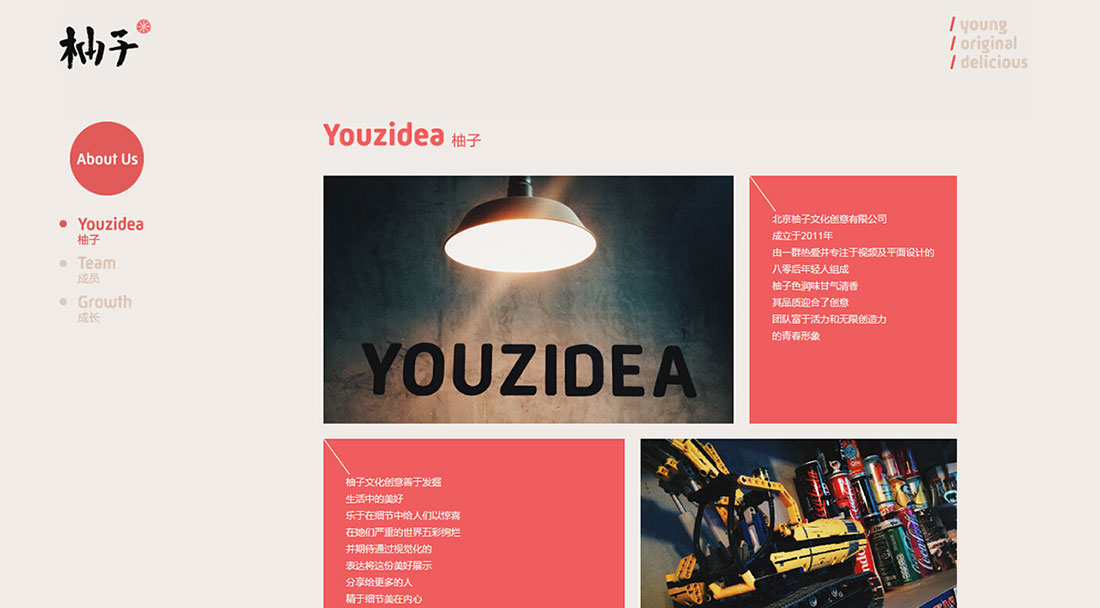 柚子
/ young
/ original
/ delicious
About Us
Youzidea
柚子
Team
成员
Growth
成长
Youzidea 柚子
YOUZIDEA
北京柚子文化创意有限公司
成立于2011年
由一群热爱并专注于视频及平面设计的
八零后年轻人组成
柚子色润味甘气清香
其品质迎合了创意
团队富于活力和无限创造力
的青春形象
柚子文化创意善于发掘
生活中的美好
乐于在细节中给人们以惊喜
在她们严重的世界五彩绚烂
并期待通过视觉化的
表达将这份美好展示
分享给更多的人
精于细节美在内心
Coca-Cola